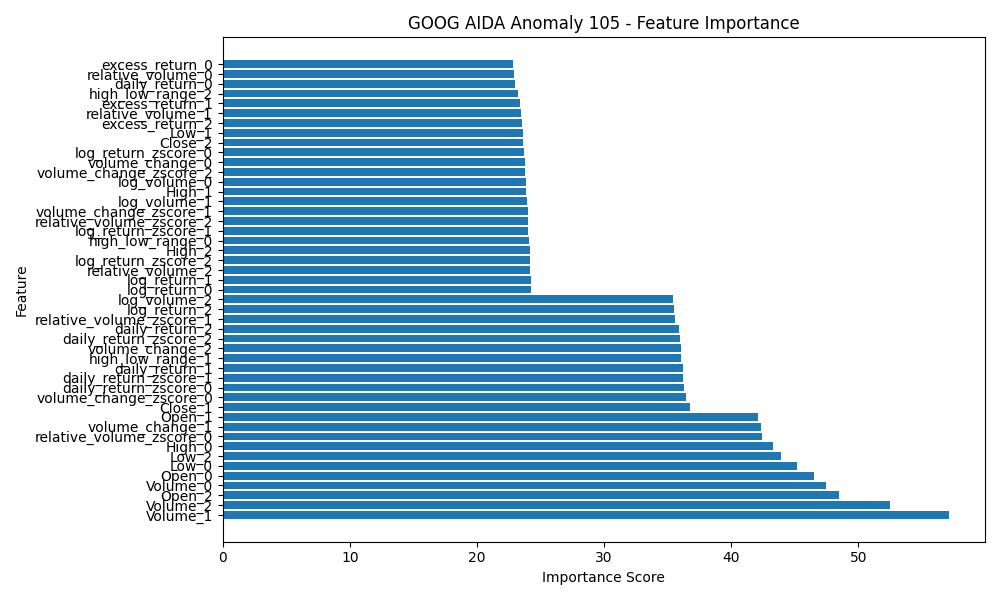 GOOG AIDA Anomaly 105 - Feature Importance
excess_return_0
relative_volume_0
daily_return_0
high_low_range_2
excess_return_1
relative_volume_1
excess_return_2
Low_1
Close_2
log_return_zscore_0
volume_change_0
volume_change_zscore_2
log_volume_0
High_1
log_volume_1
volume_change_zscore_1
relative_volume_zscore_2
log_return_zscore_1
high_low_range_0
High_2
log_return_zscore_2
relative_volume_2
log_return_1
log_return_0
log_volume_2
log_return_2
relative_volume_zscore_1
daily_return_2
daily_return_zscore_2
volume_change_2
high_low_range_1
daily_return_1
daily_return_zscore_1
daily_return_zscore_0
volume_change_zscore_0
Close_1
Open_1
volume_change_1
relative_volume_zscore_0
High_0
Low_2
Low_0
Open_0
Volume_0
Open_2
Volume_2
Volume_1
Feature
0 10 20 30 40 50
Importance Score